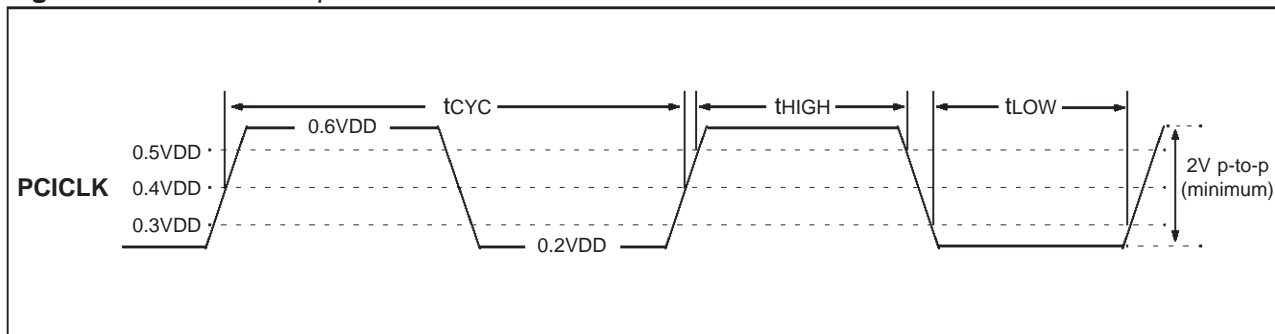 tCYC
tHIGH
tLOW
0.6VDD
0.5VDD
2V p-to-p
(minimum)
PCICLK
0.4VDD
0.3VDD
0.2VDD